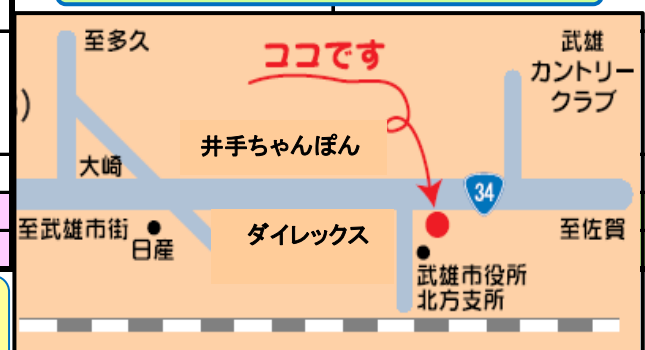 至多久
ココです
武雄
カントリー
クラブ
)
井手ちゃんぽん
大崎
34
至武雄市街
日産
ダイレックス
至佐賀
武雄市役所
北方支所